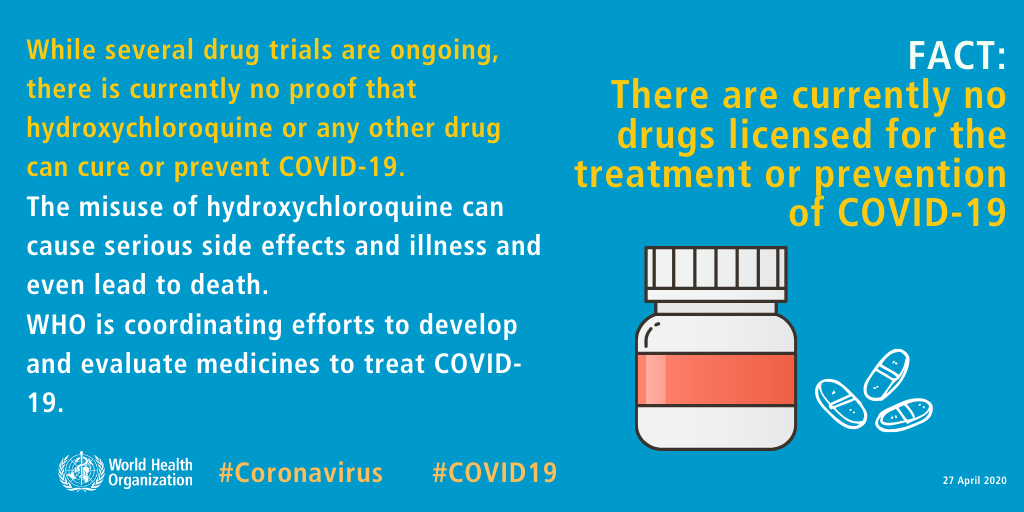 While several drug trials are ongoing,
there is currently no proof that
hydroxychloroquine or any other drug
can cure or prevent COVID-19.
The misuse of hydroxychloroquine can
cause serious side effects and illness and
even lead to death.
WHO is coordinating efforts to develop
and evaluate medicines to treat COVID-
19.
FACT:
There are currently no
drugs licensed for the
treatment or prevention
of COVID-19
World Health
Organization
#Coronavirus #COVID19
27 April 2020